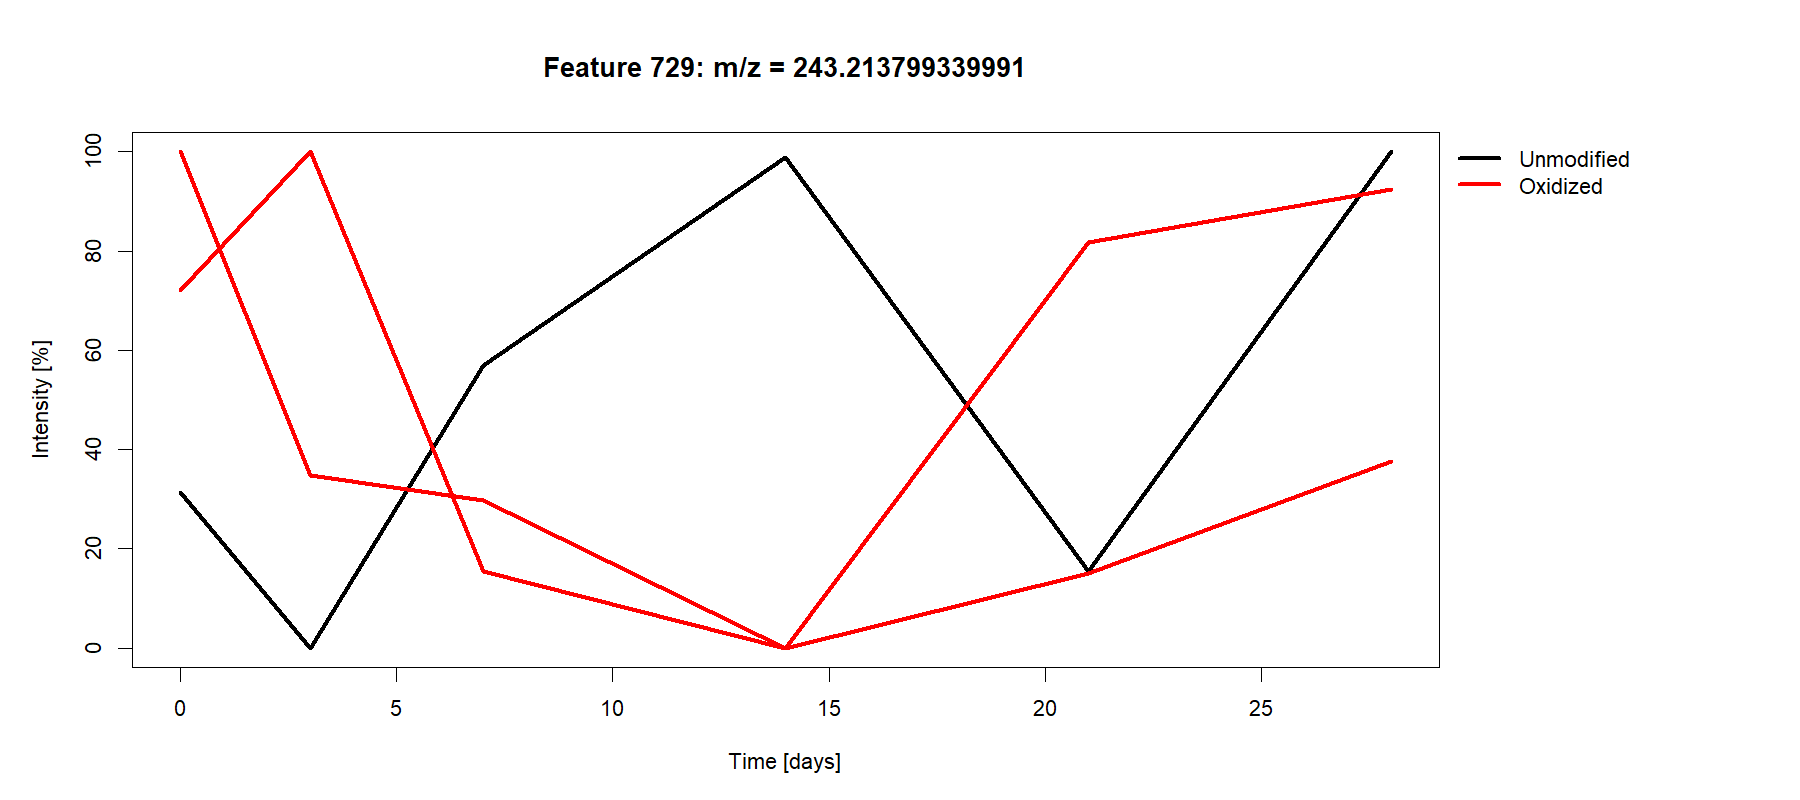 Feature 729: m/z = 243.213799339991
Unmodified
Oxidized
Intensity [%]
100
80
60
40
20
0
0 5 10 15 20 25
Time [days]